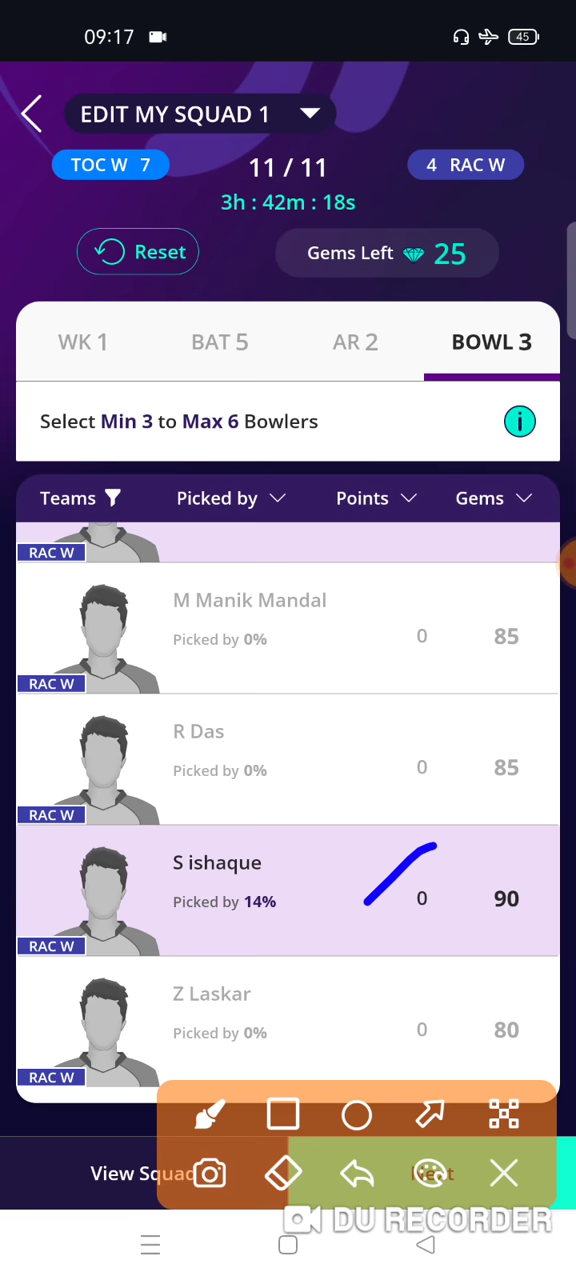 09:17 45
EDIT MY SQUAD 1
TOC W 7 11 / 11 4 RAC W
3h : 42m : 18s
Reset Gems Left 25
WK 1 BAT 5 AR 2 BOWL 3
Select Min 3 to Max 6 Bowlers i
Teams Picked by Points Gems
RAC W
M Manik Mandal
Picked by 0% 0 85
RAC W
R Das
Picked by 0% 0 85
RAC W
S ishaque
Picked by 14% 0 90
RAC W
Z Laskar
Picked by 0% 0 80
RAC W
View Squad Next
DU RECORDER